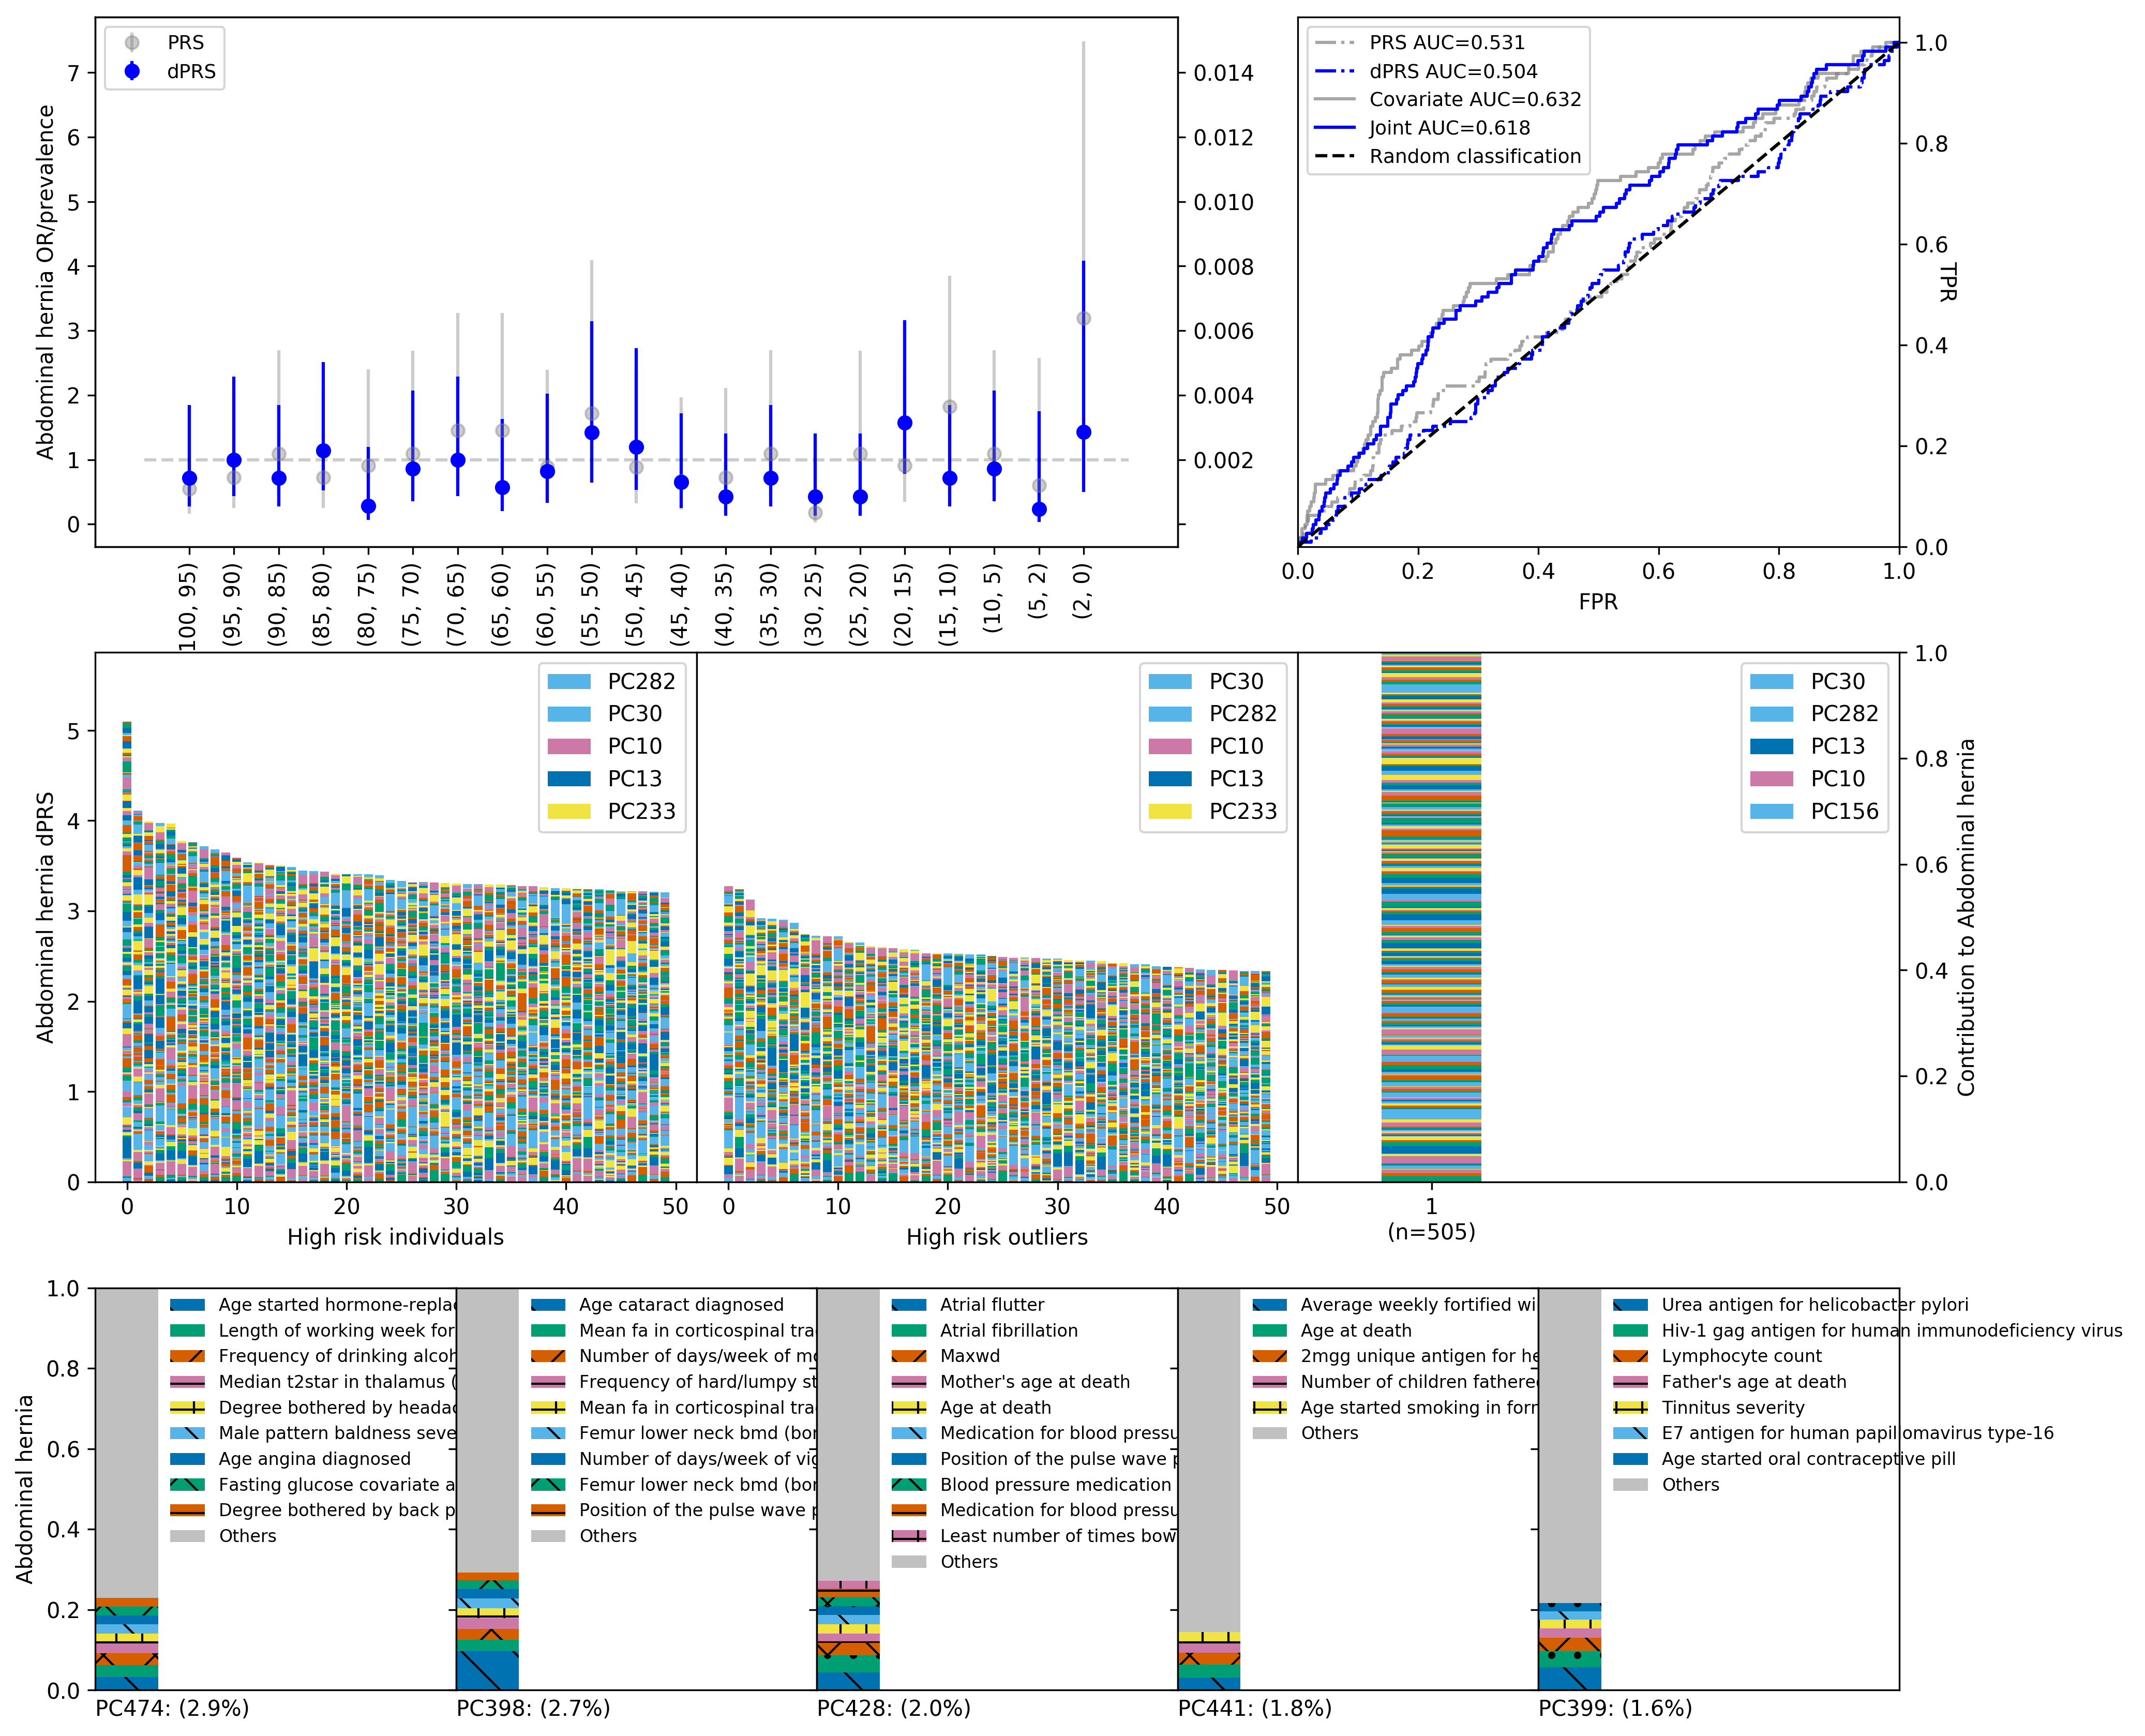 PRS
dPRS
Abdominal hernia OR/prevalence
0
1
2
3
4
5
6
7
0.002
0.004
0.006
0.008
0.010
0.012
0.014
100, 95)
(95, 90)
(90, 85)
(85, 80)
(80, 75)
(75, 70)
(70, 65)
(65, 60)
(60, 55)
(55, 50)
(50, 45)
(45, 40)
(40, 35)
(35, 30)
(30, 25)
(25, 20)
(20, 15)
(15, 10)
(10, 5)
(5, 2)
(2, 0)
PRS AUC=0.531
dPRS AUC=0.504
Covariate AUC=0.632
Joint AUC=0.618
Random classification
0.0
0.2
0.4
0.6
0.8
1.0
FPR
0.0
0.2
0.4
0.6
0.8
1.0
TPR
Abdominal hernia dPRS
0
1
2
3
4
5
PC282
PC30
PC10
PC13
PC233
0
10
20
30
40
50
High risk individuals
PC30
PC282
PC10
PC13
PC233
0
10
20
30
40
50
High risk outliers
PC30
PC282
PC13
PC10
PC156
1
(n=505)
0.0
0.2
0.4
0.6
0.8
1.0
Contribution to Abdominal hernia
Abdominal hernia
0.0
0.2
0.4
0.6
0.8
1.0
Age started hormone-replac
Length of working week for
Frequency of drinking alcoh
Median t2star in thalamus (
Degree bothered by headac
Male pattern baldness seve
Age angina diagnosed
Fasting glucose covariate a
Degree bothered by back p
Others
PC474: (2.9%)
Age cataract diagnosed
Mean fa in corticospinal tra
Number of days/week of mo
Frequency of hard/lumpy st
Mean fa in corticospinal tra
Femur lower neck bmd (bon
Number of days/week of vig
Femur lower neck bmd (bon
Position of the pulse wave p
Others
PC398: (2.7%)
Atrial flutter
Atrial fibrillation
Maxwd
Mother's age at death
Age at death
Medication for blood pressu
Position of the pulse wave p
Blood pressure medication
Medication for blood pressu
Least number of times bow
Others
PC428: (2.0%)
Average weekly fortified wi
Age at death
2mgg unique antigen for he
Number of children fathered
Age started smoking in forr
Others
PC441: (1.8%)
Urea antigen for helicobacter pylori
Hiv-1 gag antigen for human immunodeficiency virus
Lymphocyte count
Father's age at death
Tinnitus severity
E7 antigen for human papillomavirus type-16
Age started oral contraceptive pill
Others
PC399: (1.6%)